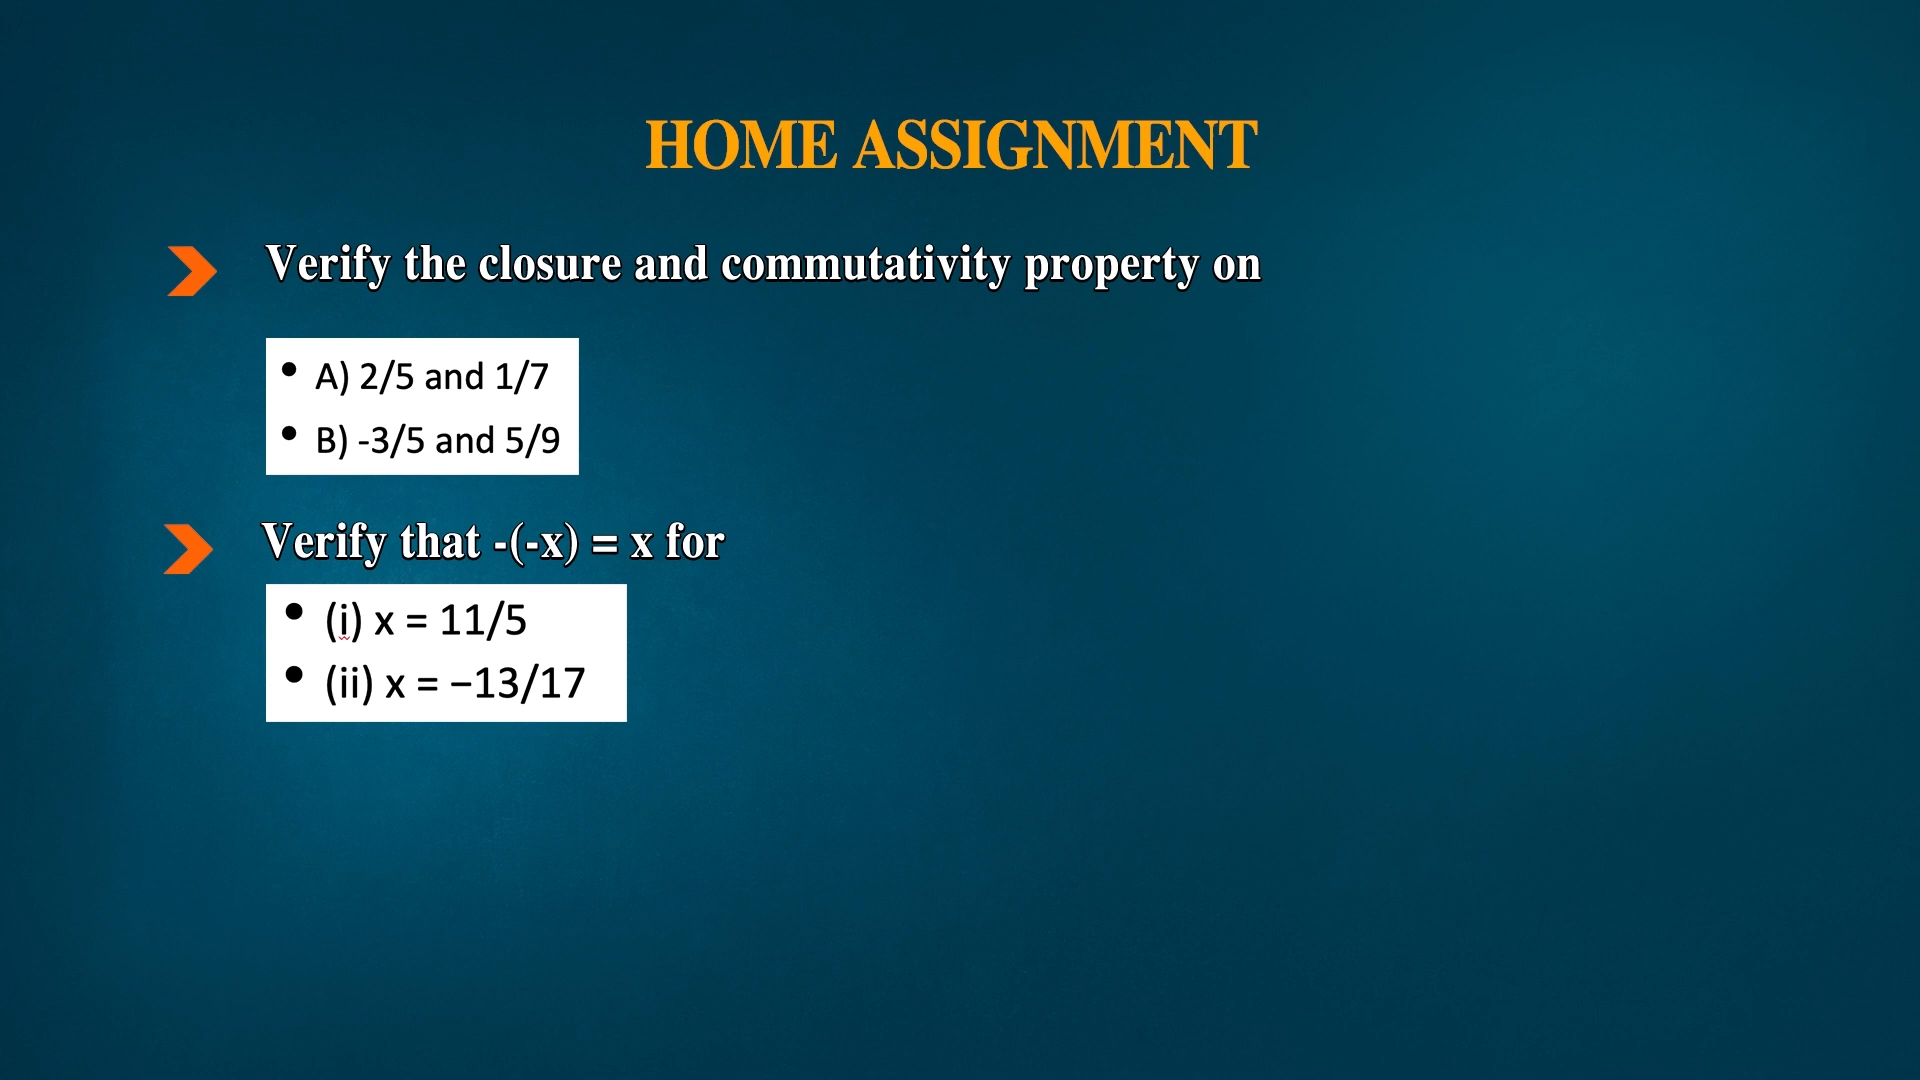 HOME ASSIGNMENT
Verify the closure and commutativity property on
• A) 2/5 and 1/7
• B) -3/5 and 5/9
Verify that -(-x) = x for
• (i) x = 11/5
• (ii) x = −13/17